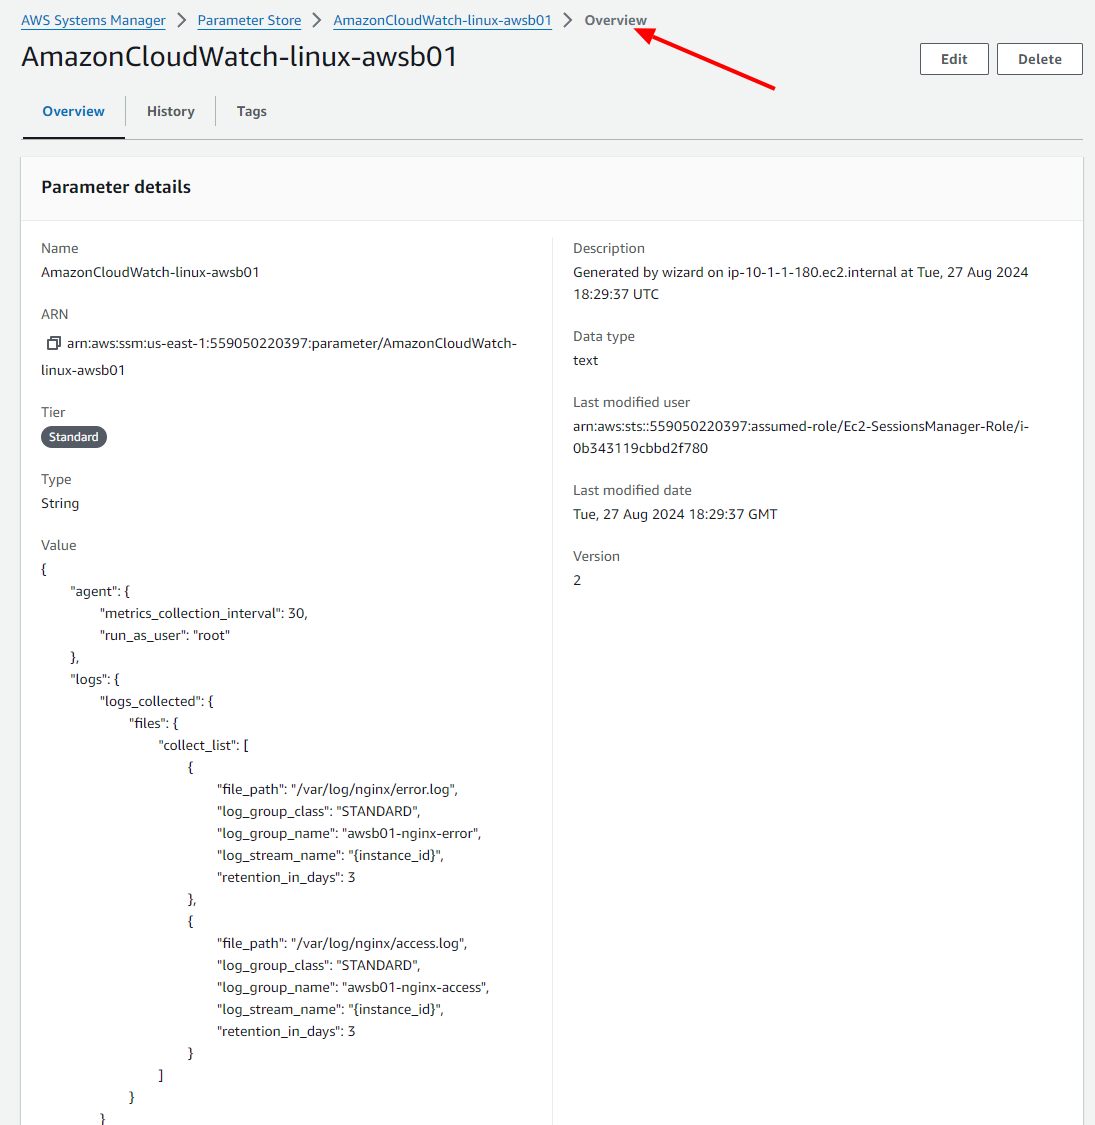 AWS Systems Manager > Parameter Store > AmazonCloudWatch-linux-awsb01 > Overview
AmazonCloudWatch-linux-awsb01
Edit
Delete
Overview
History
Tags
Parameter details
Name
AmazonCloudWatch-linux-awsb01
ARN
arn:aws:ssm:us-east-1:559050220397:parameter/AmazonCloudWatch-
linux-awsb01
Tier
Standard
Type
String
Value
{
"agent": {
"metrics_collection_interval": 30,
"run_as_user": "root"
},
"logs": {
"logs_collected": {
"files": {
"collect_list": [
{
"file_path": "/var/log/nginx/error.log",
"log_group_class": "STANDARD",
"log_group_name": "awsb01-nginx-error",
"log_stream_name": "{instance_id}",
"retention_in_days": 3
},
{
"file_path": "/var/log/nginx/access.log",
"log_group_class": "STANDARD",
"log_group_name": "awsb01-nginx-access",
"log_stream_name": "{instance_id}",
"retention_in_days": 3
}
]
}
}
Description
Generated by wizard on ip-10-1-1-180.ec2.internal at Tue, 27 Aug 2024
18:29:37 UTC
Data type
text
Last modified user
arn:aws:sts::559050220397:assumed-role/Ec2-SessionsManager-Role/i-
0b343119cbbd2f780
Last modified date
Tue, 27 Aug 2024 18:29:37 GMT
Version
2